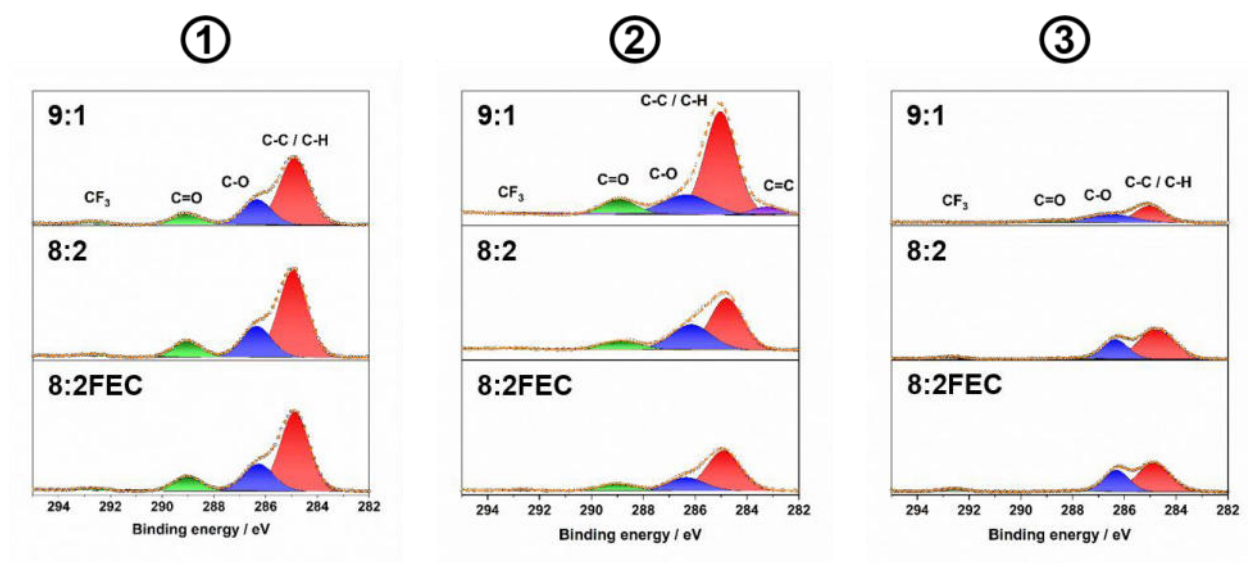 ①
9:1
C-C / C-H
C-O
C=O
CF₃
8:2
8:2FEC
294 292 290 288 286 284 282
Binding energy / eV
②
C-C / C-H
9:1
C-O
C=O
C=C
CF₃
8:2
8:2FEC
294 292 290 288 286 284 282
Binding energy / eV
③
9:1
C-C / C-H
C-O
C=O
CF₃
8:2
8:2FEC
294 292 290 288 286 284 282
Binding energy / eV